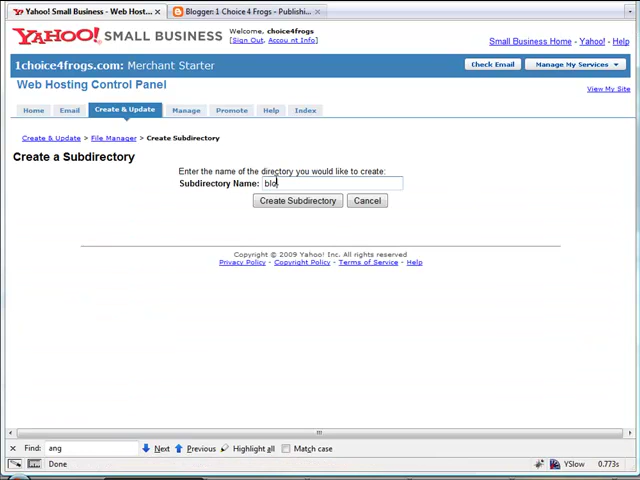 Yahoo! Small Business - Web Host...
Blogger: 1 Choice 4 Frogs - Publishi...
YAHOO! SMALL BUSINESS
Welcome, choice4frogs
[Sign Out, Account Info]
Small Business Home - Yahoo! - Help
1choice4frogs.com: Merchant Starter
Check Email
Manage My Services
Web Hosting Control Panel
View My Site
Home
Email
Create & Update
Manage
Promote
Help
Index
Create & Update > File Manager > Create Subdirectory
Create a Subdirectory
Enter the name of the directory you would like to create:
Subdirectory Name: blo
Create Subdirectory
Cancel
Copyright © 2009 Yahoo! Inc. All rights reserved
Privacy Policy - Copyright Policy - Terms of Service - Help
Find: ang
Next
Previous
Highlight all
Match case
Done
YSlow
0.773s